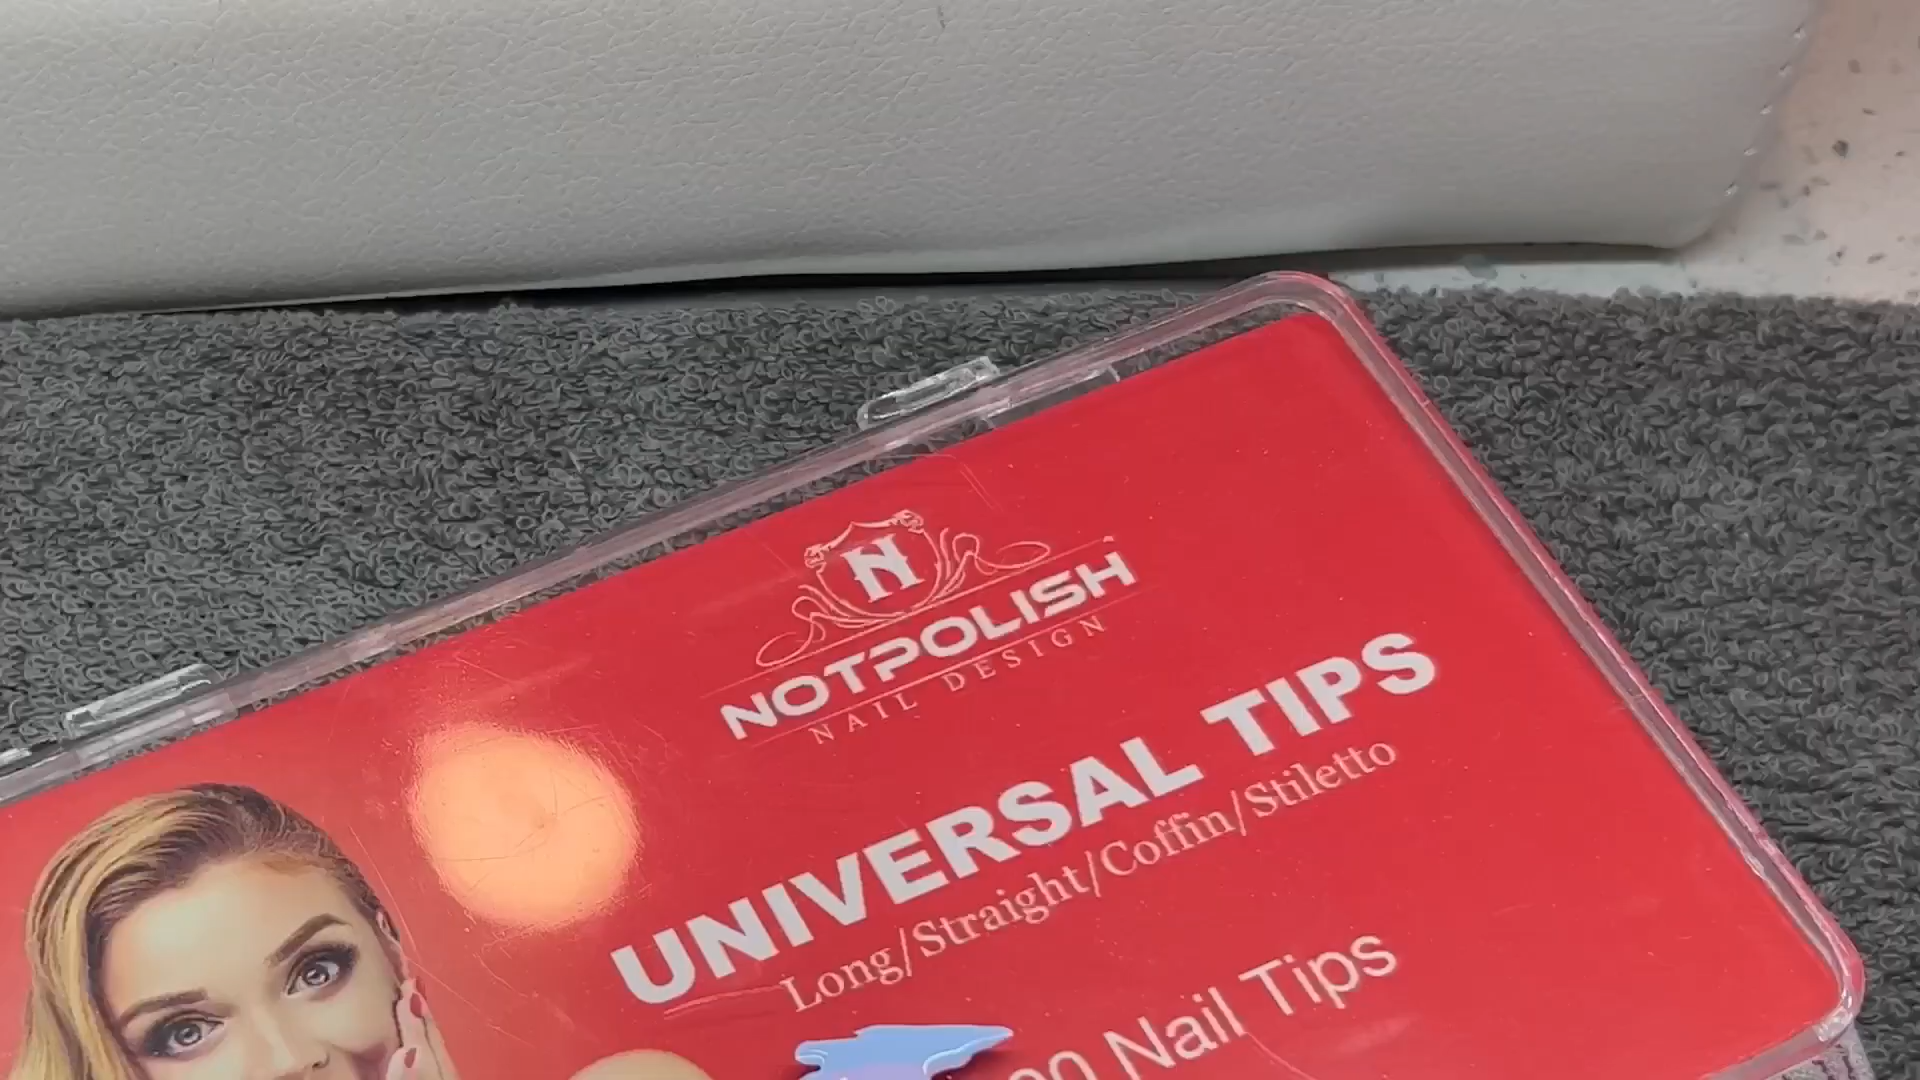 N
NOTPOLISH
NAIL DESIGN
UNIVERSAL TIPS
Long/Straight/Coffin/Stiletto
Nail Tips